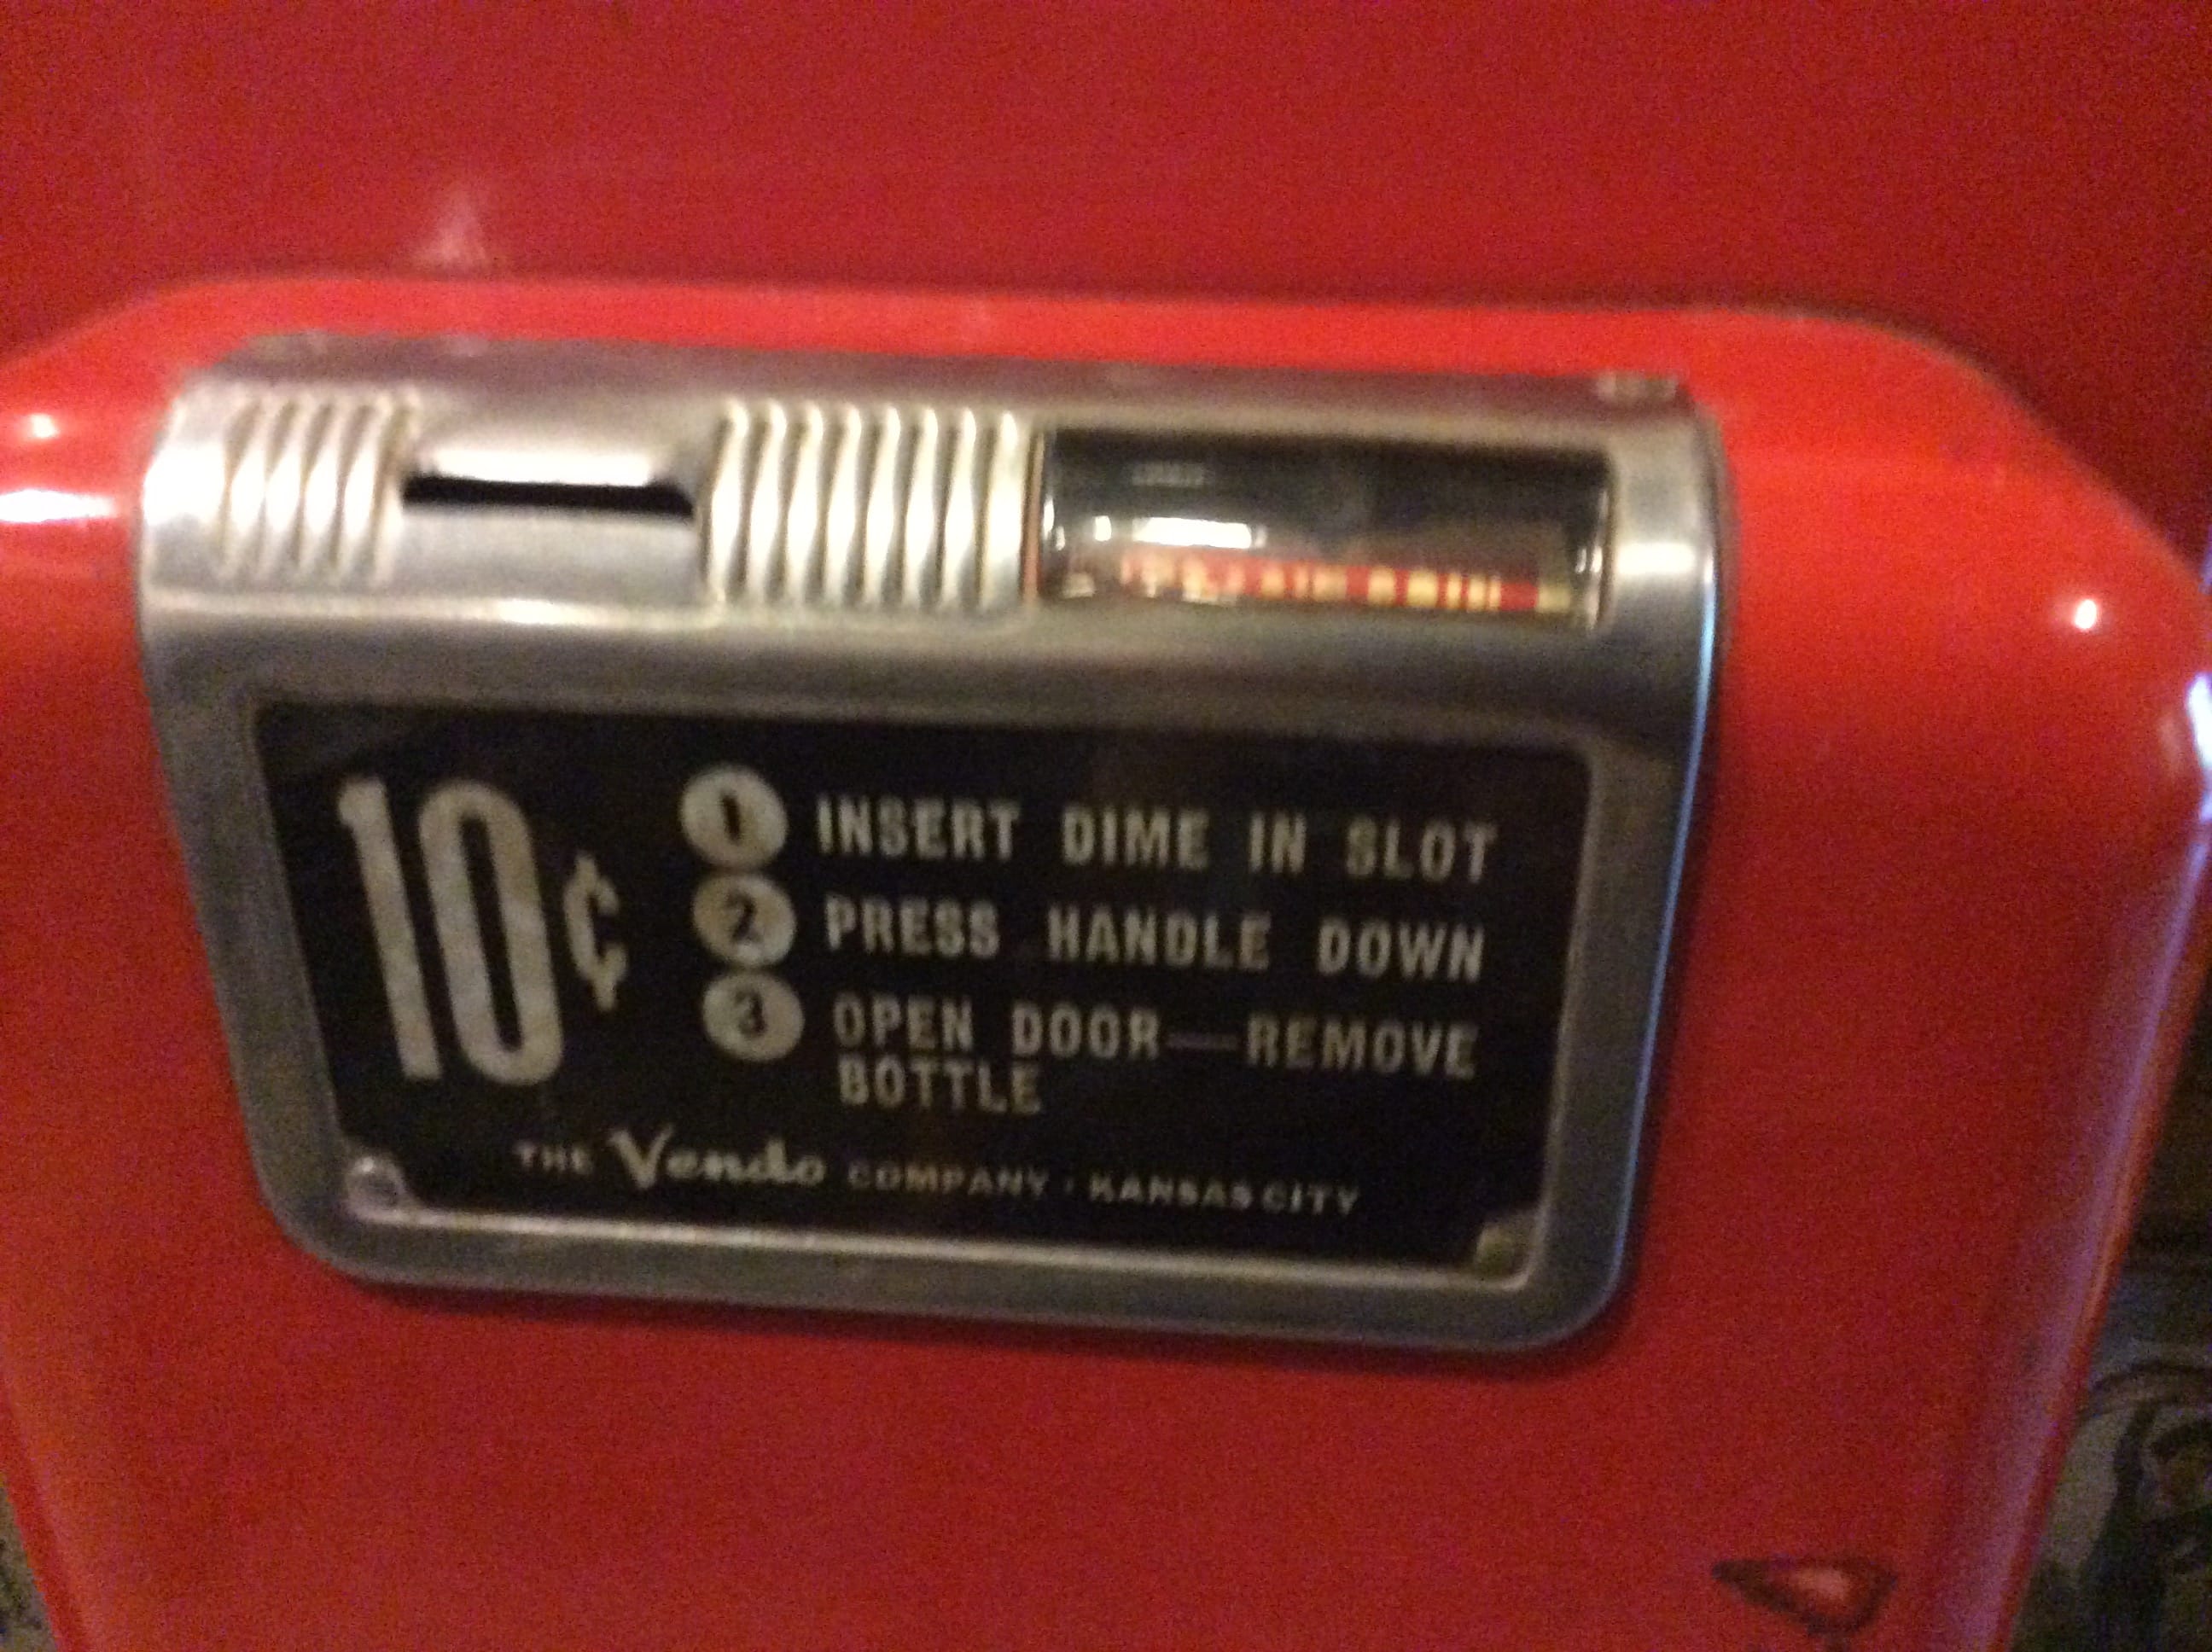 10¢
1 INSERT DIME IN SLOT
2 PRESS HANDLE DOWN
3 OPEN DOOR—REMOVE
BOTTLE
THE Vendo COMPANY · KANSAS CITY